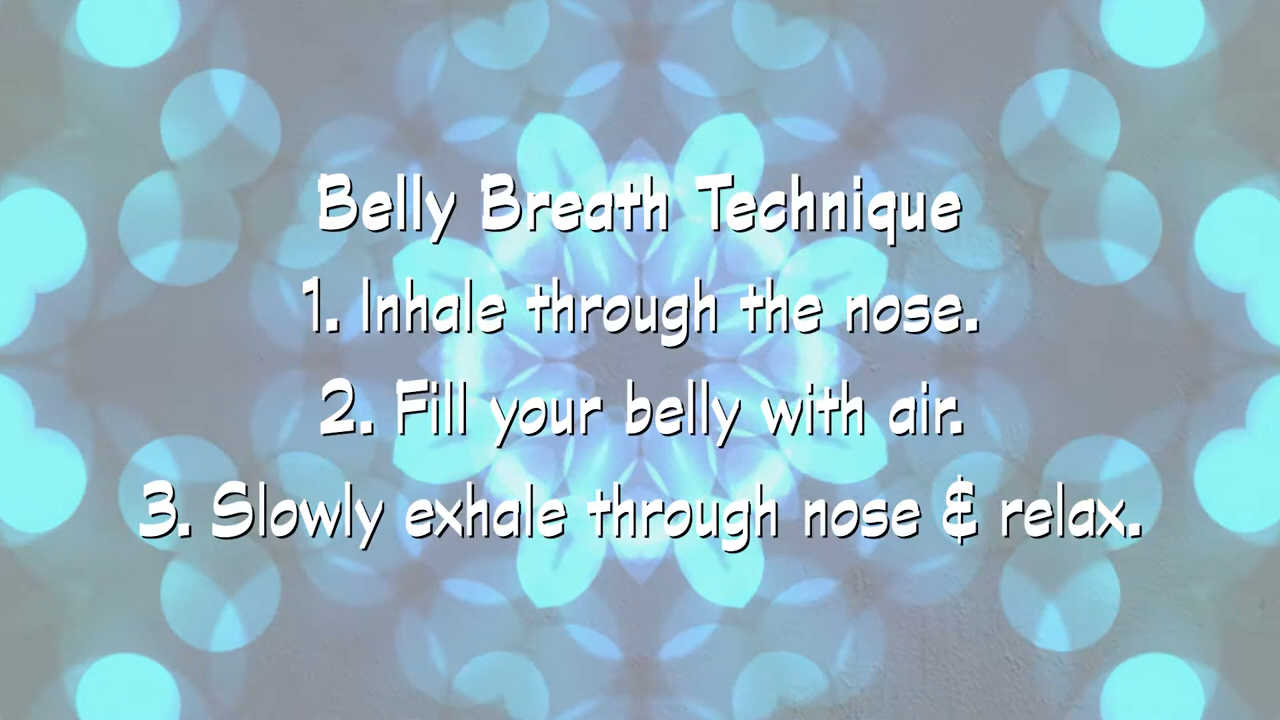 Belly Breath Technique
1. Inhale through the nose.
2. Fill your belly with air.
3. Slowly exhale through nose & relax.